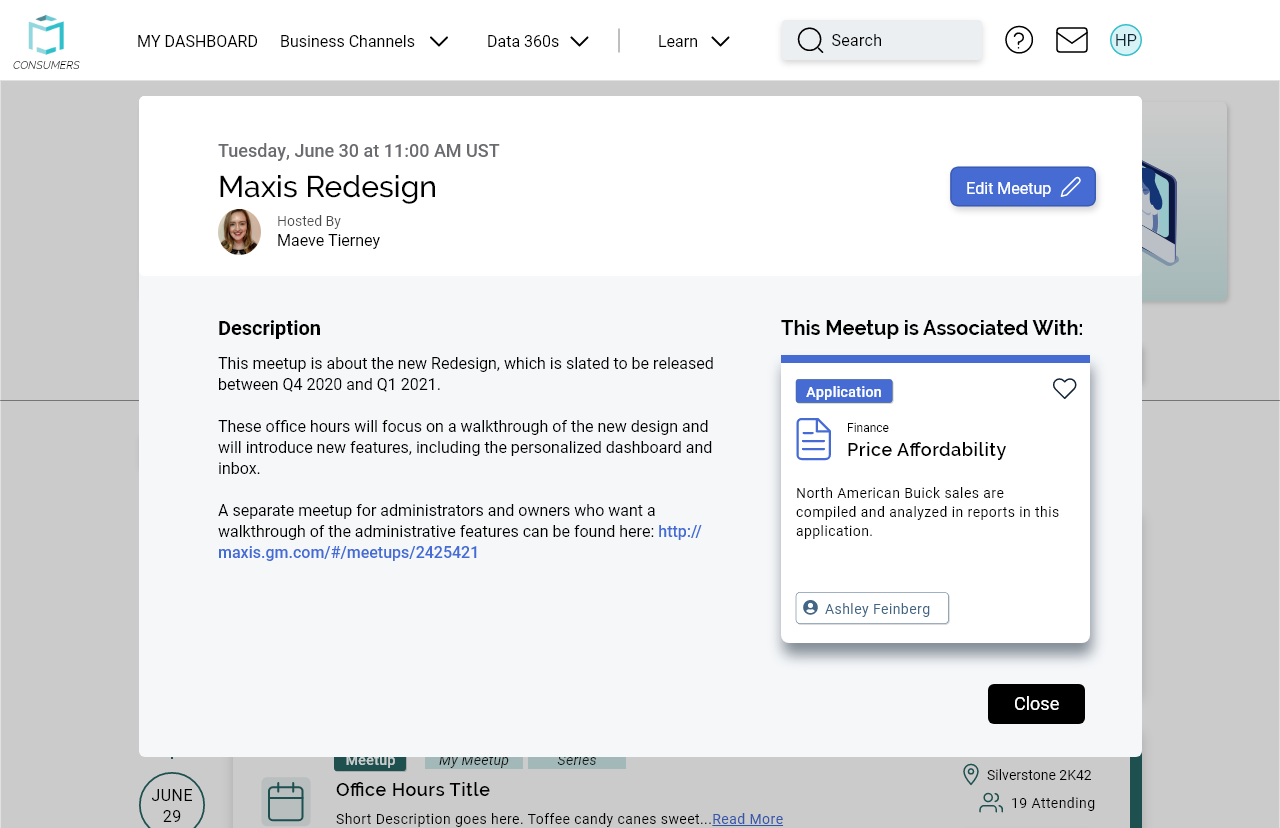 CONSUMERS
MY DASHBOARD
Business Channels
Data 360s
Learn
Search
HP
Tuesday, June 30 at 11:00 AM UST
Maxis Redesign
Hosted By
Maeve Tierney
Edit Meetup
Description
This meetup is about the new Redesign, which is slated to be released
between Q4 2020 and Q1 2021.
These office hours will focus on a walkthrough of the new design and
will introduce new features, including the personalized dashboard and
inbox.
A separate meetup for administrators and owners who want a
walkthrough of the administrative features can be found here: http://
maxis.gm.com/#/meetups/2425421
This Meetup is Associated With:
Application
Finance
Price Affordability
North American Buick sales are
compiled and analyzed in reports in this
application.
Ashley Feinberg
Close
Meetup
My Meetup
Series
JUNE
29
Office Hours Title
Short Description goes here. Toffee candy canes sweet...Read More
Silverstone 2K42
19 Attending